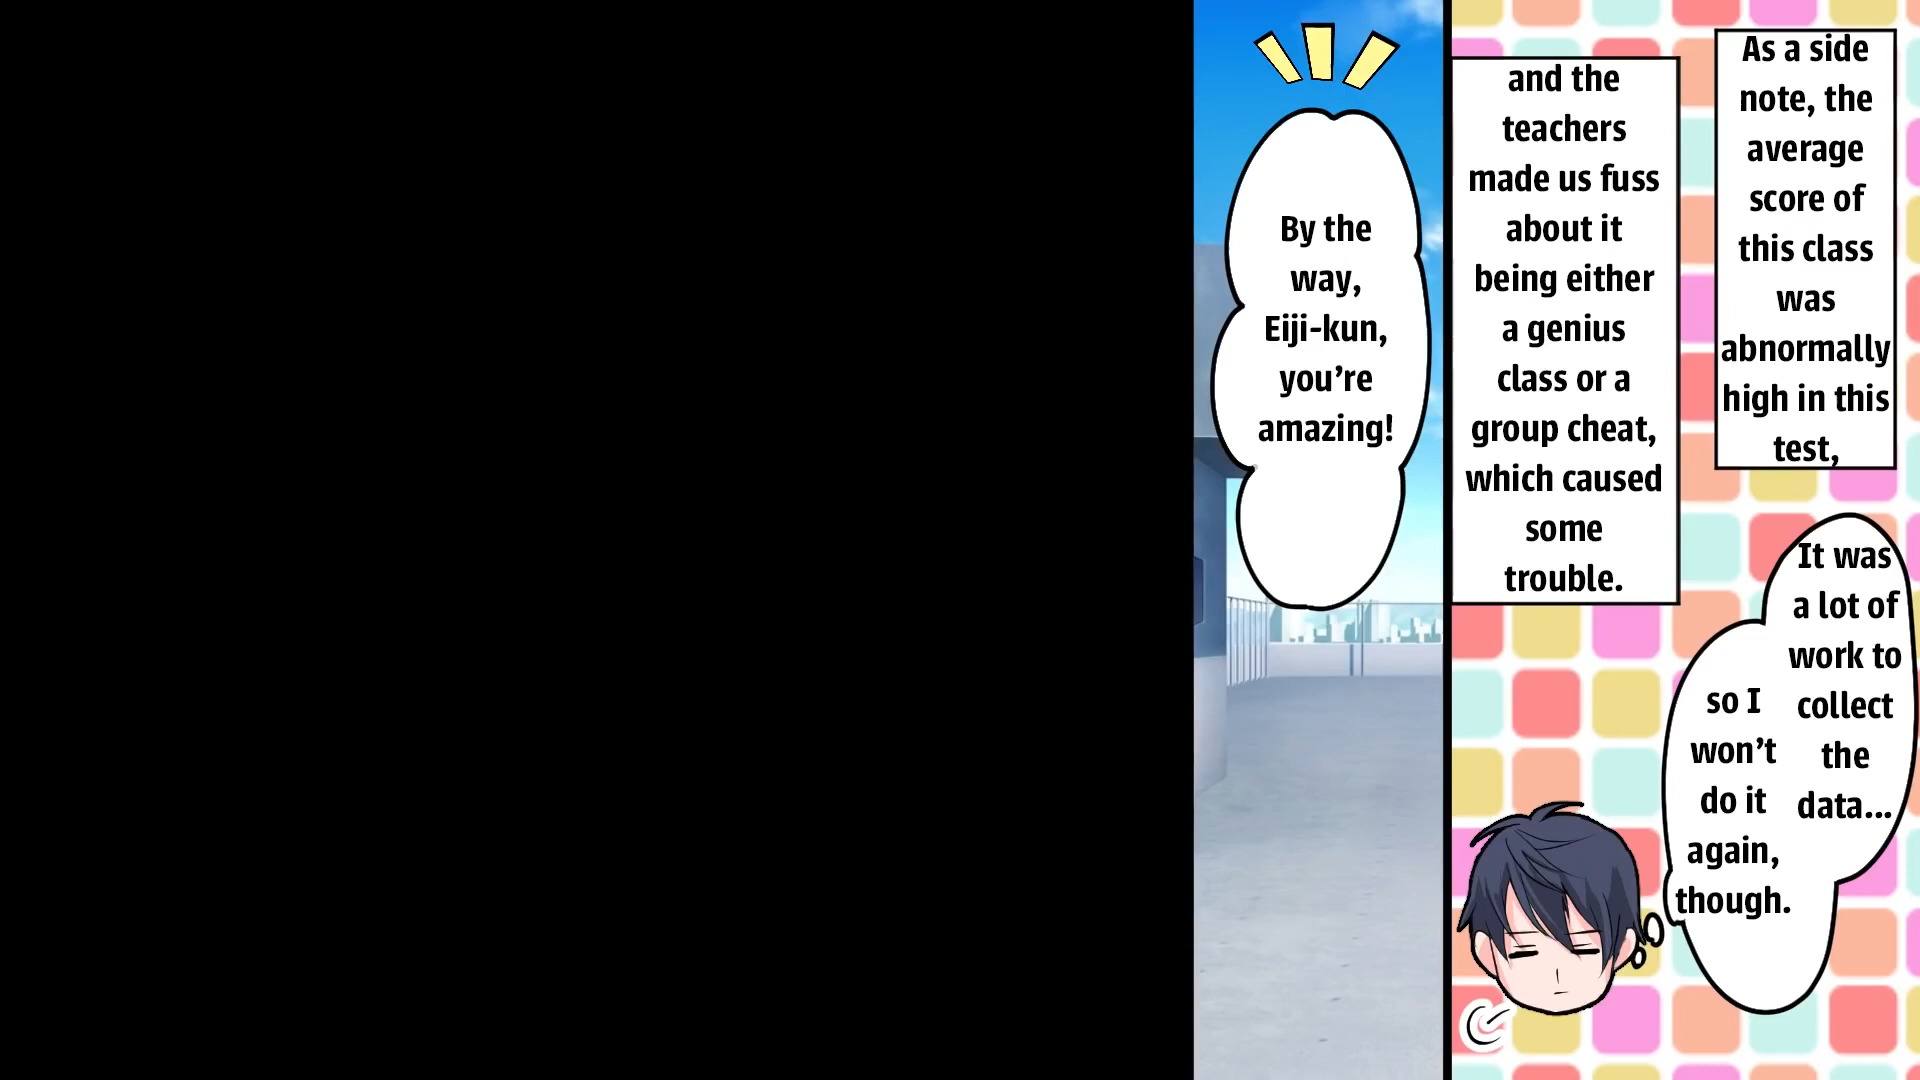 As a side
note, the
average
score of
this class
was
abnormally
high in this
test,
and the
teachers
made us fuss
about it
being either
a genius
class or a
group cheat,
which caused
some
trouble.
It was
a lot of
work to
collect
the
data...
so I
won't
do it
again,
though.
By the
way,
Eiji-kun,
you're
amazing!